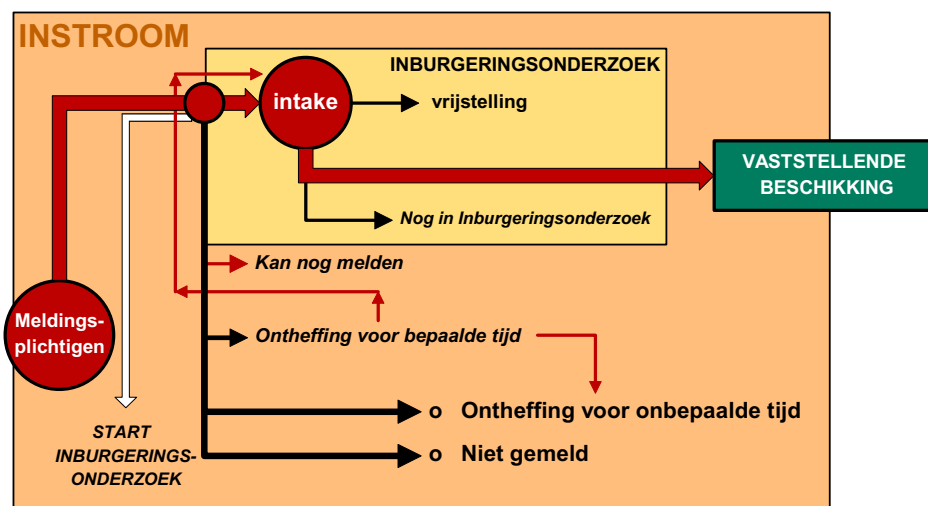 INSTROOM
INBURGERINGSONDERZOEK
intake
vrijstelling
VASTSTELLENDE
BESCHIKKING
Nog in Inburgeringsonderzoek
Kan nog melden
Meldings-
plichtigen
Ontheffing voor bepaalde tijd
o Ontheffing voor onbepaalde tijd
START
INBURGERINGS-
ONDERZOEK
o Niet gemeld